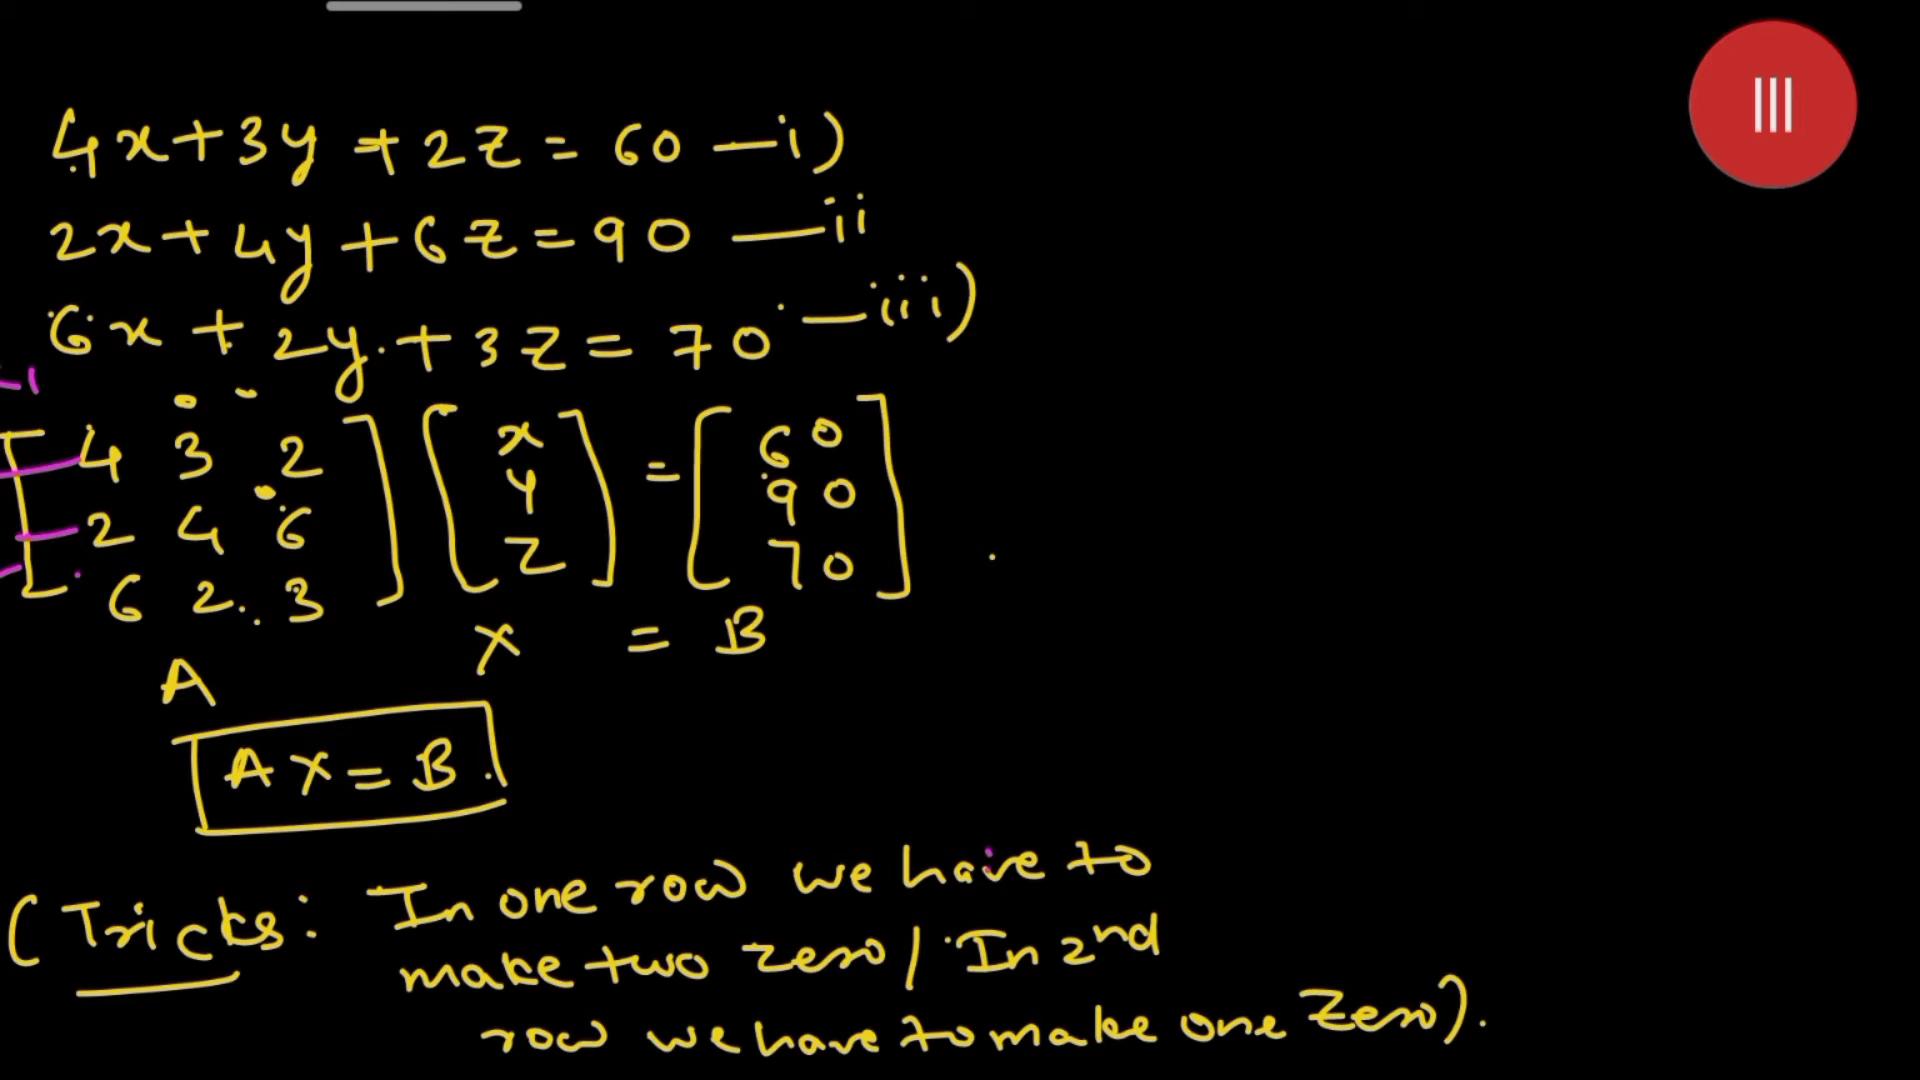 4x+3y+2z=60 —i)
2x+4y+6z=90 —ii
6x+2y+3z=70 —iii)
[4 3 2] [x] = [60]
[2 4 6] [y] [90]
[6 2 3] [z] [70]
A X = B
AX=B
(Tricks: In one row we have to
make two zero/ In 2nd
row we have to make one zero).